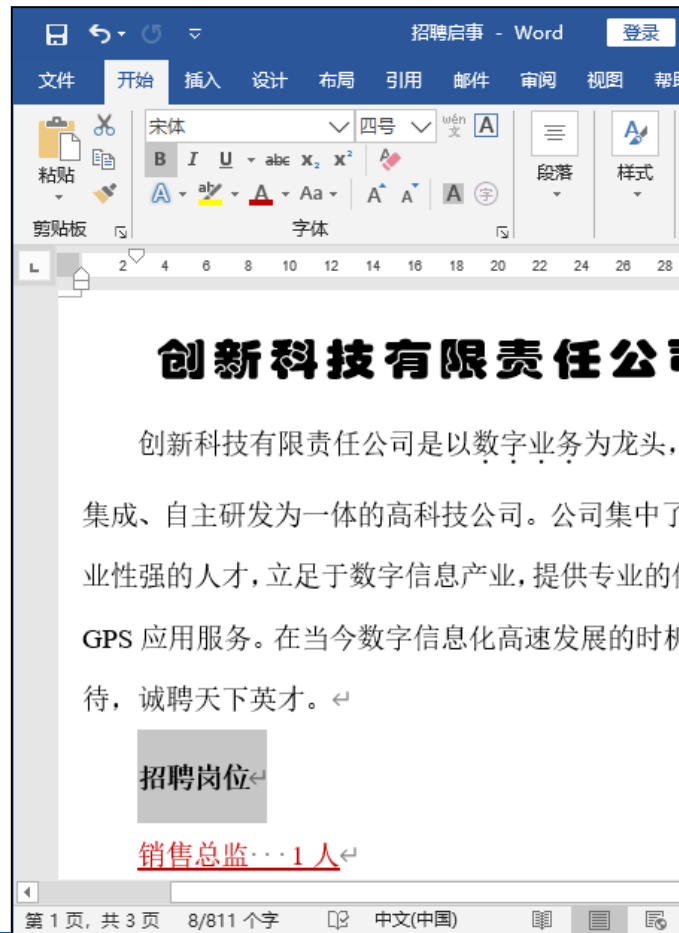 招聘启事 - Word 登录
文件 开始 插入 设计 布局 引用 邮件 审阅 视图
宋体 四号 wén 文 A
粘贴 B I U abc x₂ x² 段落 样式
A aby A Aa A A A 字
剪贴板 字体
L 2 4 6 8 10 12 14 16 18 20 22 24 26 28
创新科技有限责任公
创新科技有限责任公司是以数字业务为龙头，
集成、自主研发为一体的高科技公司。公司集中了
业性强的人才，立足于数字信息产业，提供专业的
GPS 应用服务。在当今数字信息化高速发展的时
待，诚聘天下英才。↵
招聘岗位↵
销售总监···1 人↵
第 1 页，共 3 页 8/811 个字 中文(中国)